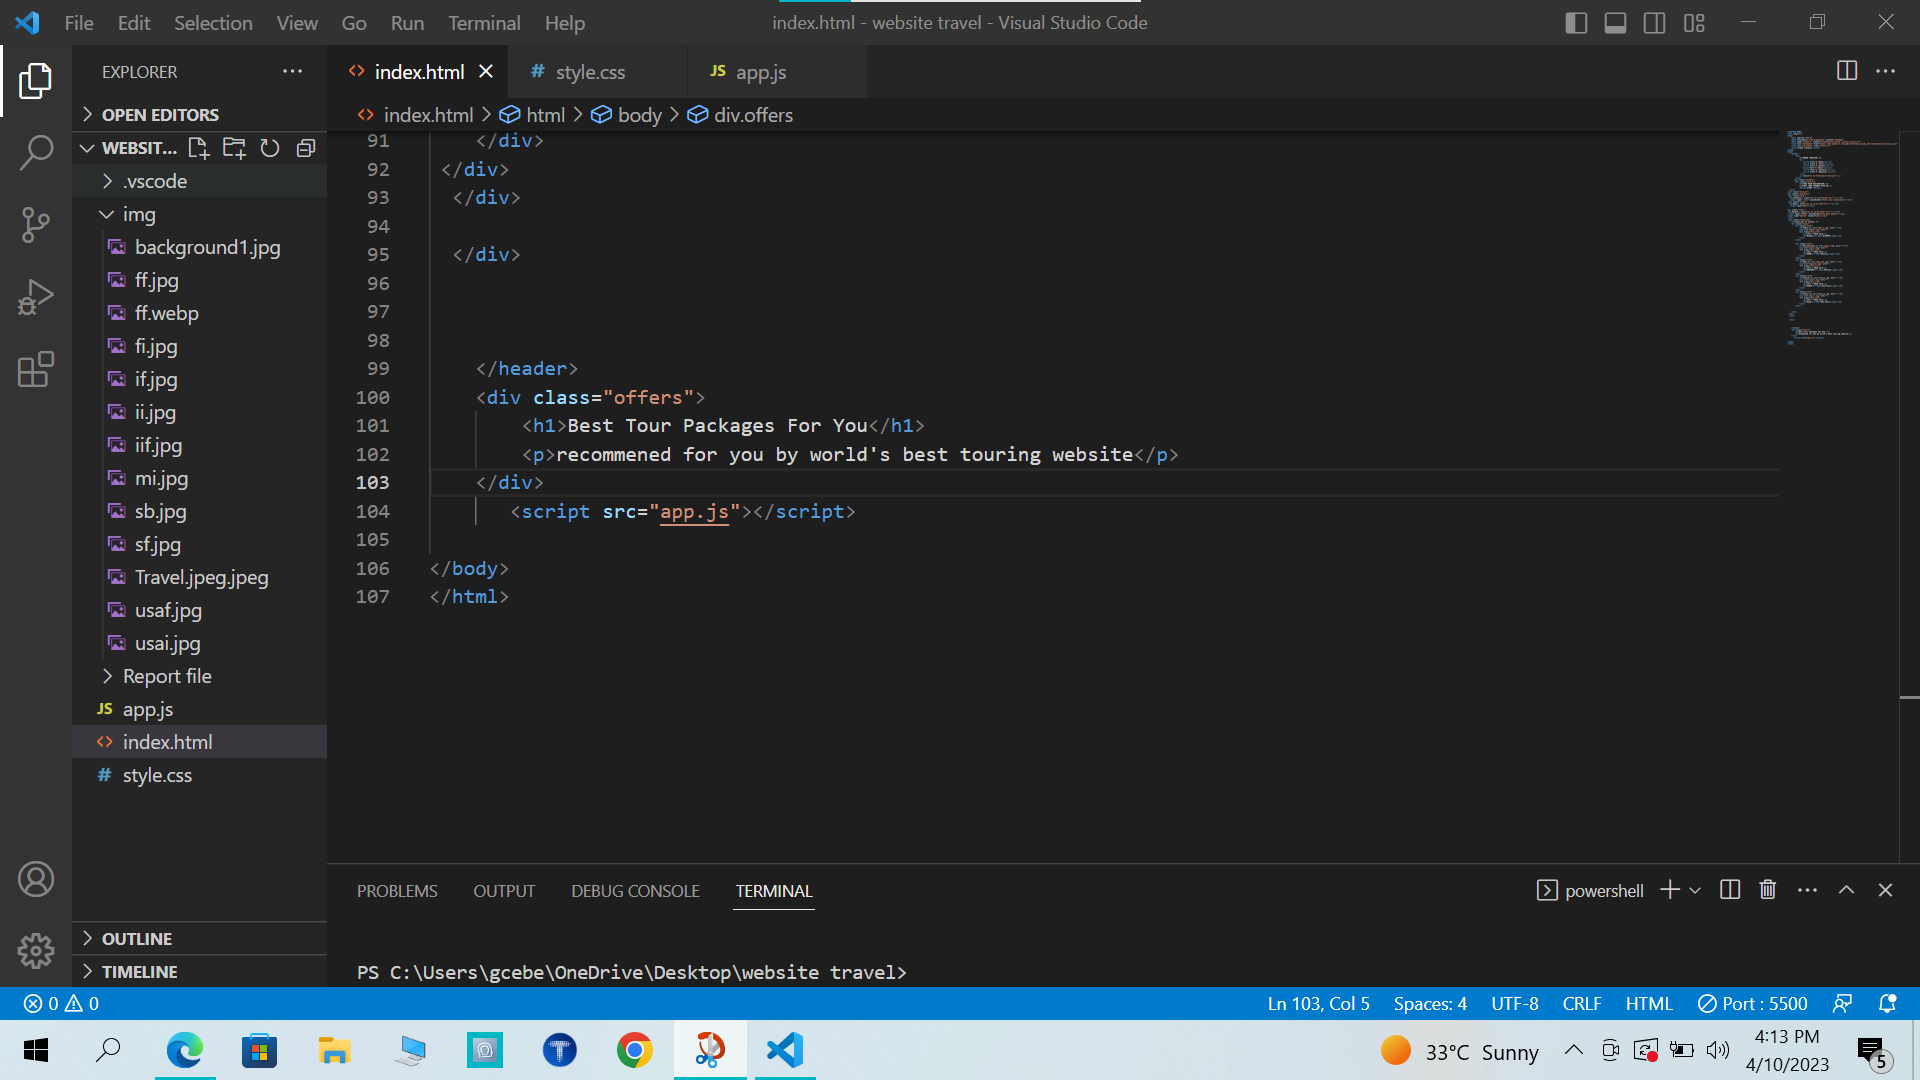 File Edit Selection View Go Run Terminal Help
index.html - website travel - Visual Studio Code
EXPLORER
OPEN EDITORS
WEBSIT...
.vscode
img
background1.jpg
ff.jpg
ff.webp
fi.jpg
if.jpg
ii.jpg
iif.jpg
mi.jpg
sb.jpg
sf.jpg
Travel.jpeg.jpeg
usaf.jpg
usai.jpg
Report file
JS app.js
<> index.html
# style.css
OUTLINE
TIMELINE
<> index.html
# style.css
JS app.js
<> index.html > html > body > div.offers
91 </div>
92 </div>
93 </div>
94
95 </div>
96
97
98
99 </header>
100 <div class="offers">
101 <h1>Best Tour Packages For You</h1>
102 <p>recommened for you by world's best touring website</p>
103 </div>
104 <script src="app.js"></script>
105
106 </body>
107 </html>
PROBLEMS OUTPUT DEBUG CONSOLE TERMINAL
powershell
PS C:\Users\gcebe\OneDrive\Desktop\website travel>
0 0
Ln 103, Col 5 Spaces: 4 UTF-8 CRLF HTML Port : 5500
33°C Sunny
4:13 PM
4/10/2023
5